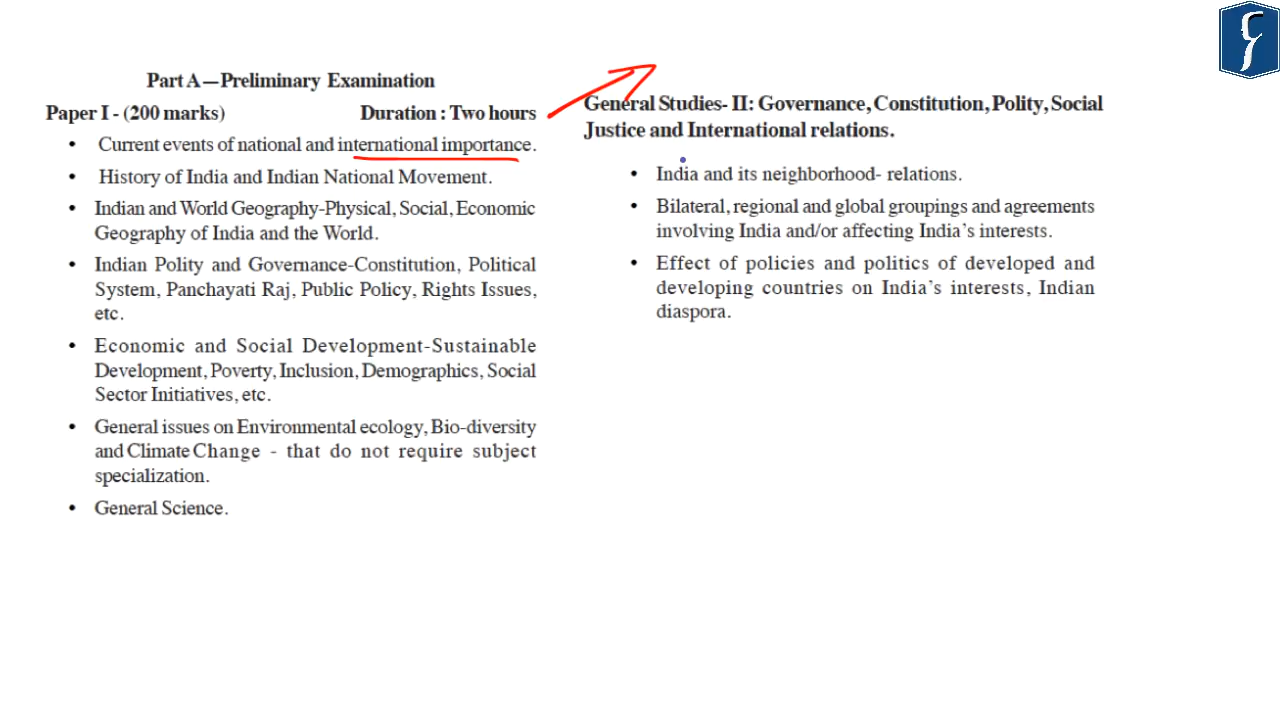 Part A—Preliminary Examination
Paper I - (200 marks) Duration : Two hours
• Current events of national and international importance.
• History of India and Indian National Movement.
• Indian and World Geography-Physical, Social, Economic
Geography of India and the World.
• Indian Polity and Governance-Constitution, Political
System, Panchayati Raj, Public Policy, Rights Issues,
etc.
• Economic and Social Development-Sustainable
Development, Poverty, Inclusion, Demographics, Social
Sector Initiatives, etc.
• General issues on Environmental ecology, Bio-diversity
and Climate Change - that do not require subject
specialization.
• General Science.
General Studies- II: Governance, Constitution, Polity, Social
Justice and International relations.
• India and its neighborhood- relations.
• Bilateral, regional and global groupings and agreements
involving India and/or affecting India's interests.
• Effect of policies and politics of developed and
developing countries on India's interests, Indian
diaspora.